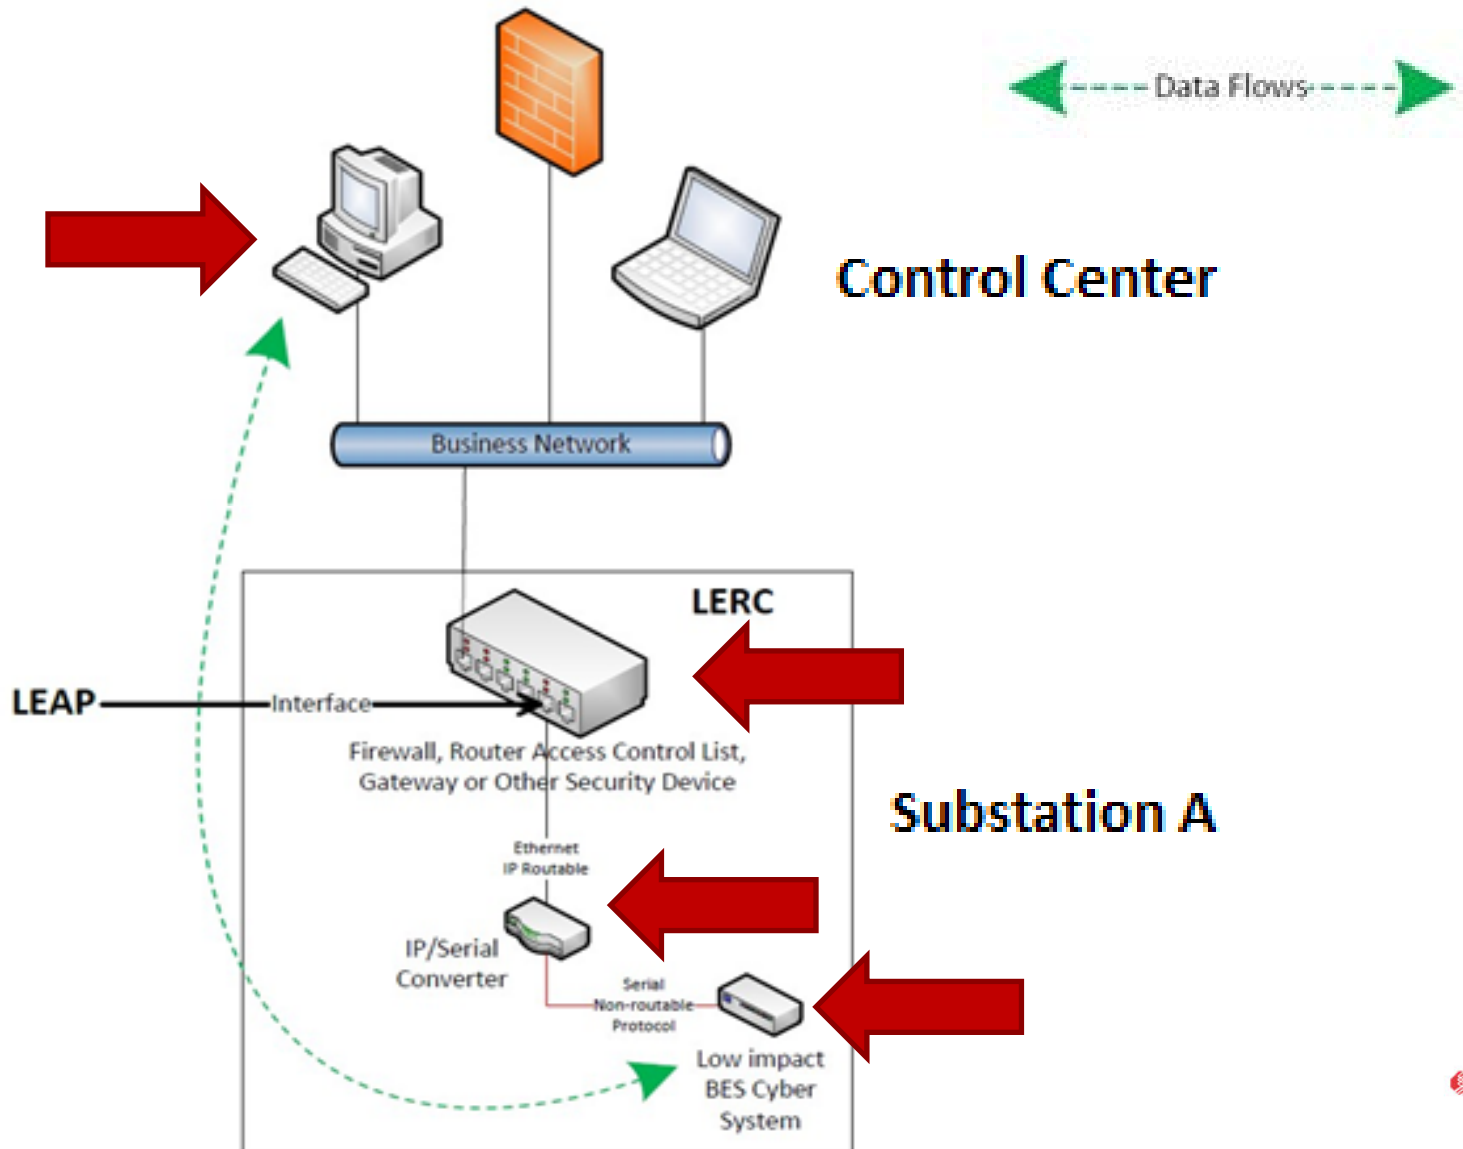 Data Flows
Control Center
Business Network
LERC
LEAP
Interface
Firewall, Router Access Control List,
Gateway or Other Security Device
Substation A
Ethernet
IP Routable
IP/Serial
Converter
Serial
Non-routable
Protocol
Low impact
BES Cyber
System